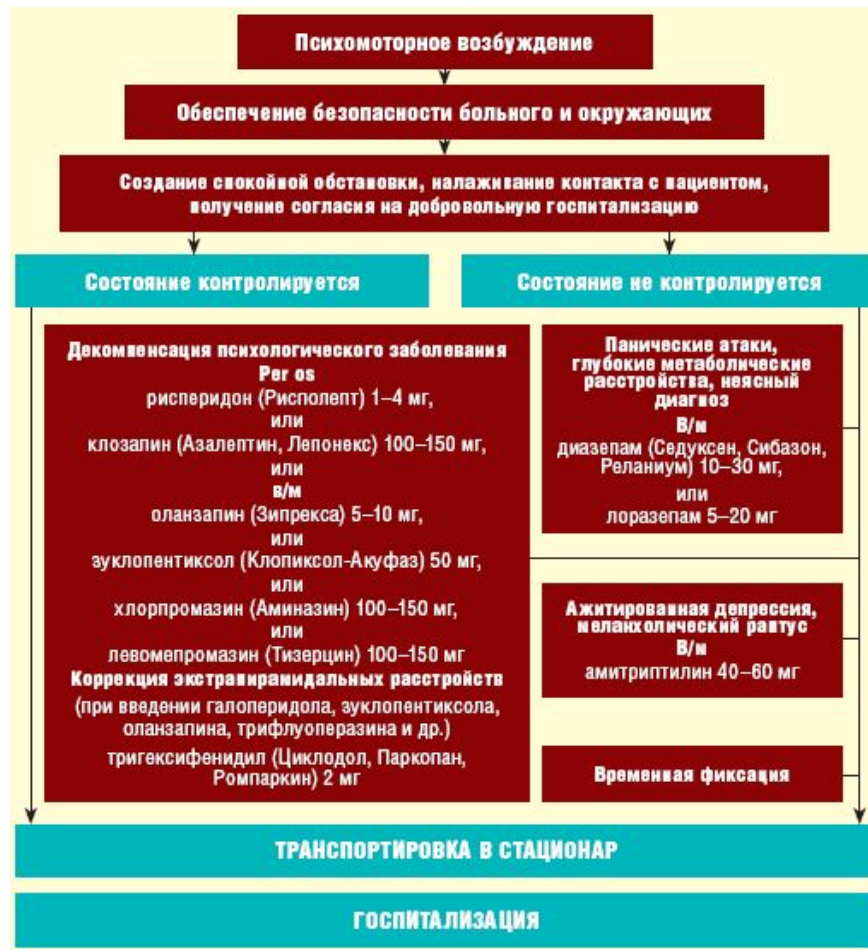 Психомоторное возбуждение
Обеспечение безопасности больного и окружающих
Создание спокойной обстановки, налаживание контакта с пациентом,
получение согласия на добровольную госпитализацию
Состояние контролируется
Состояние не контролируется
Декомпенсация психологического заболевания
Per os
рисперидон (Рисполепт) 1–4 мг,
или
клозапин (Азалептин, Лепонекс) 100–150 мг,
или
в/м
оланзапин (Зипрекса) 5–10 мг,
или
зуклопентиксол (Клопиксол-Акуфаз) 50 мг,
или
хлорпромазин (Аминазин) 100–150 мг,
или
левомепромазин (Тизерцин) 100–150 мг
Коррекция экстрапирамидальных расстройств
(при введении галоперидола, зуклопентиксола,
оланзапина, трифлуоперазина и др.)
тригексифенидил (Циклодол, Паркопан,
Ромпаркин) 2 мг
Панические атаки,
глубокие метаболические
расстройства, неясный
диагноз
В/м
диазепам (Седуксен, Сибазон,
Реланиум) 10–30 мг,
или
лоразепам 5–20 мг
Ажитированная депрессия,
меланхолический раптус
В/м
амитриптилин 40–60 мг
Временная фиксация
ТРАНСПОРТИРОВКА В СТАЦИОНАР
ГОСПИТАЛИЗАЦИЯ